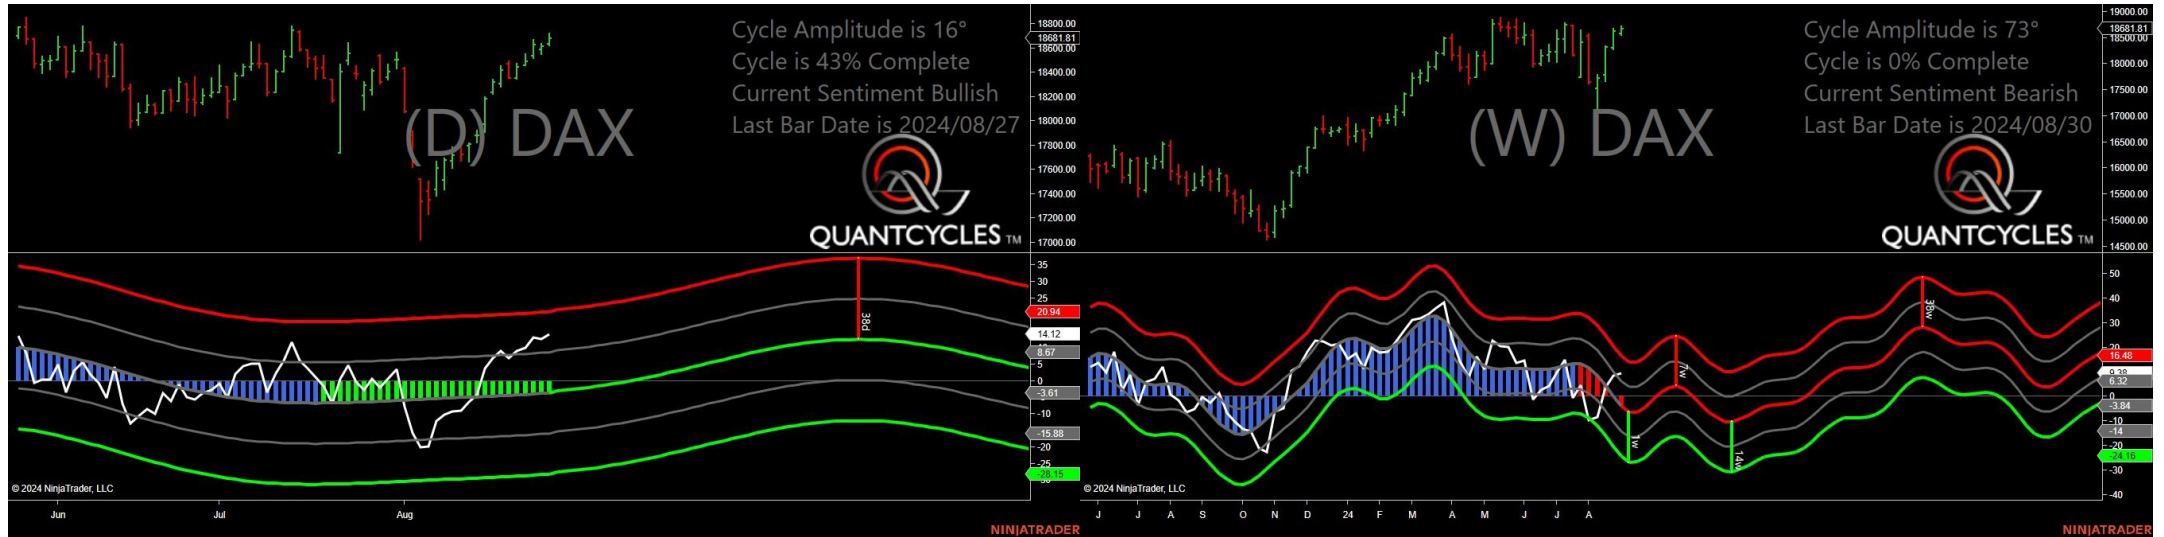 Cycle Amplitude is 16°
Cycle is 43% Complete
Current Sentiment Bullish
Last Bar Date is 2024/08/27
(D) DAX
QUANTCYCLES TM
18800.00
18681.81
18600.00
18400.00
18200.00
18000.00
17800.00
17600.00
17400.00
17200.00
17000.00
35
30
25
20.94
14.12
8.67
5
0
-3.61
-10
-15.88
-20
-25
-28.15
38d
© 2024 NinjaTrader, LLC
Jun Jul Aug
NINJATRADER
Cycle Amplitude is 73°
Cycle is 0% Complete
Current Sentiment Bearish
Last Bar Date is 2024/08/30
(W) DAX
QUANTCYCLES TM
19000.00
18681.81
18500.00
18000.00
17500.00
17000.00
16500.00
16000.00
15500.00
15000.00
14500.00
50
40
30
20
16.48
9.38
6.32
0
-3.84
-10
-14
-20
-24.16
-30
-40
38w
7w
1w
14w
© 2024 NinjaTrader, LLC
J J A S O N D 24 F M A M J J A
NINJATRADER